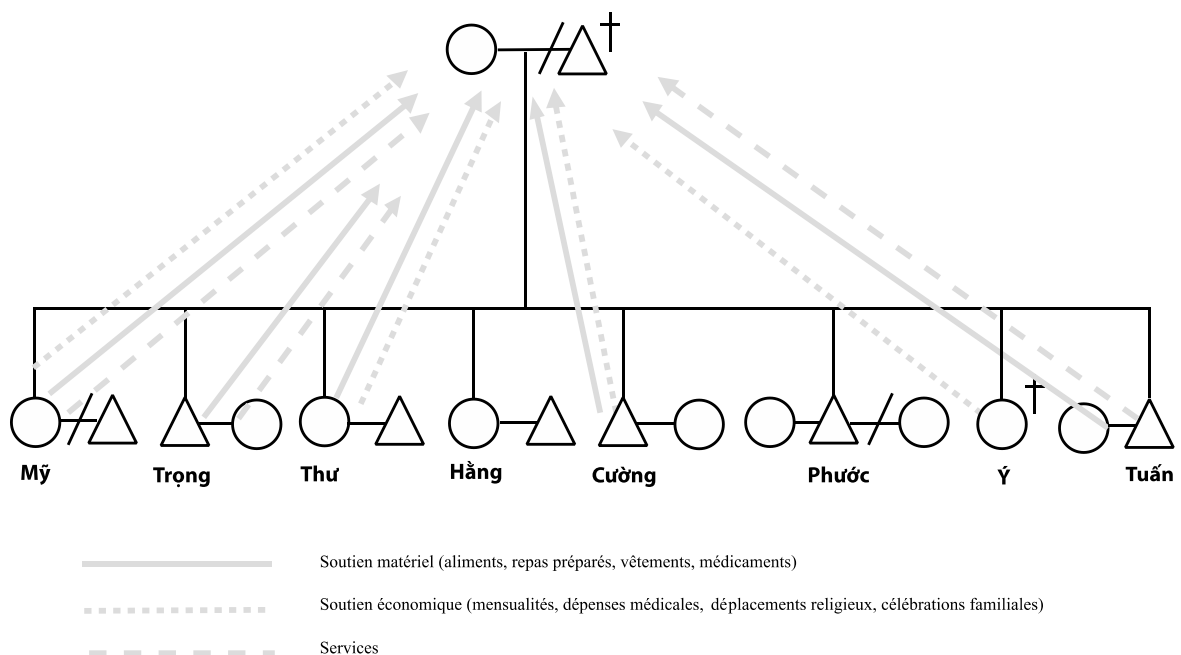 Mỹ Trọng Thư Hằng Cường Phước Ý Tuấn
Soutien matériel (aliments, repas préparés, vêtements, médicaments)
Soutien économique (mensualités, dépenses médicales, déplacements religieux, célébrations familiales)
Services